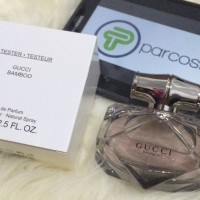 TESTER • TESTEUR
GUCCI
BAMBOO
de Parfum
Natural Spray
2.5 FL. OZ.
parcos
GUCCI